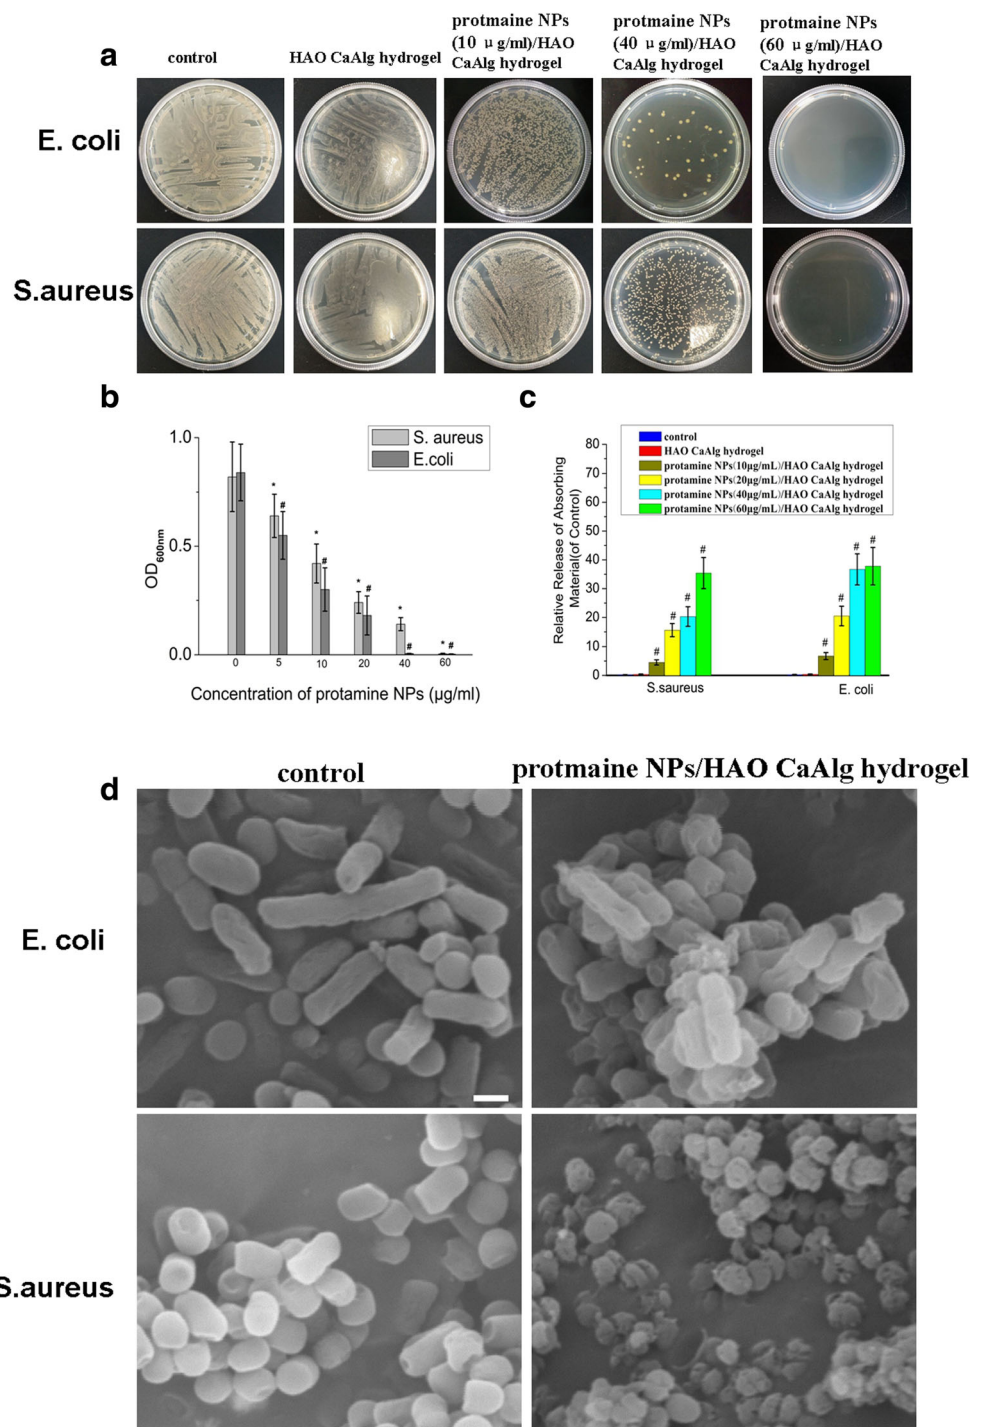 a
control
HAO CaAlg hydrogel
protmaine NPs
(10 μ g/ml)/HAO
CaAlg hydrogel
protmaine NPs
(40 μ g/ml)/HAO
CaAlg hydrogel
protmaine NPs
(60 μ g/ml)/HAO
CaAlg hydrogel
E. coli
S.aureus
b
1.0
0.5
0.0
OD600nm
S. aureus
E.coli
* # * # * # * # * #
0 5 10 20 40 60
Concentration of protamine NPs (μg/ml)
c
Relative Release of Absorbing
Material(of Control)
80
70
60
50
40
30
20
10
0
control
HAO CaAlg hydrogel
protamine NPs(10μg/mL)/HAO CaAlg hydrogel
protamine NPs(20μg/mL)/HAO CaAlg hydrogel
protamine NPs(40μg/mL)/HAO CaAlg hydrogel
protamine NPs(60μg/mL)/HAO CaAlg hydrogel
# # # # # # # #
S.saureus E. coli
d
control
protmaine NPs/HAO CaAlg hydrogel
E. coli
S.aureus